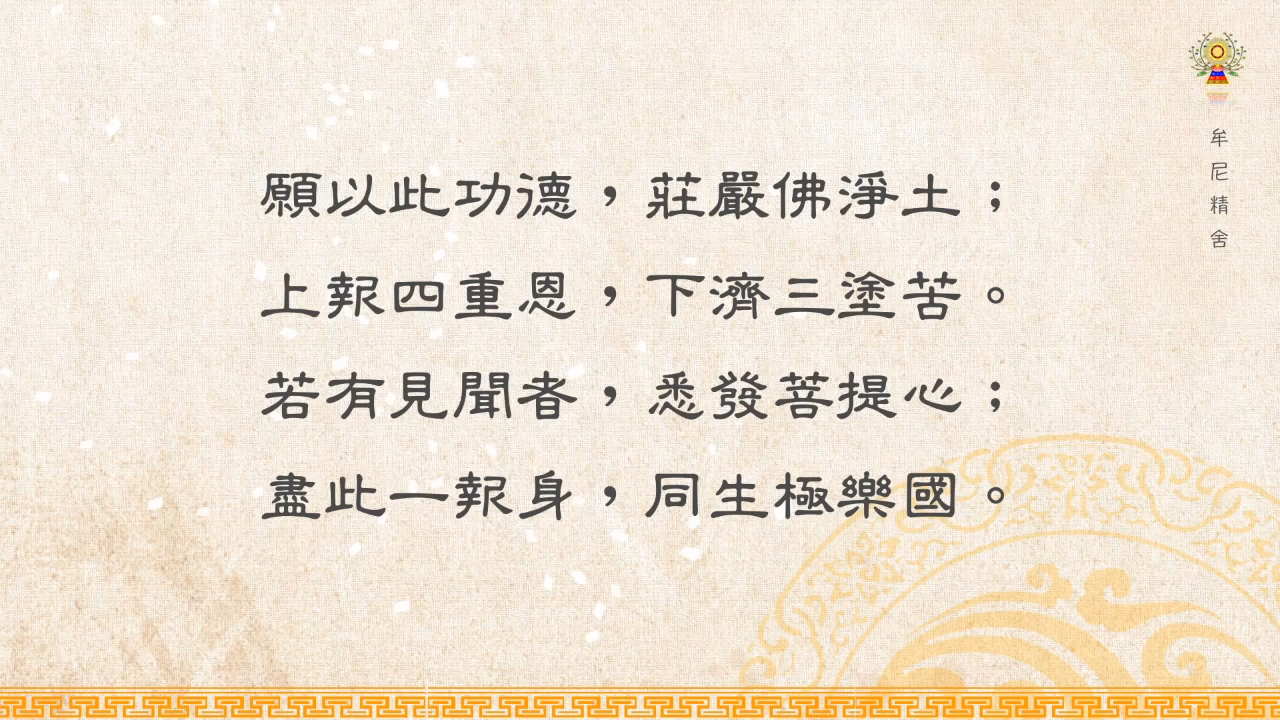 願以此功德，莊嚴佛淨土；
上報四重恩，下濟三塗苦。
若有見聞者，悉發菩提心；
盡此一報身，同生極樂國。
牟尼精舍